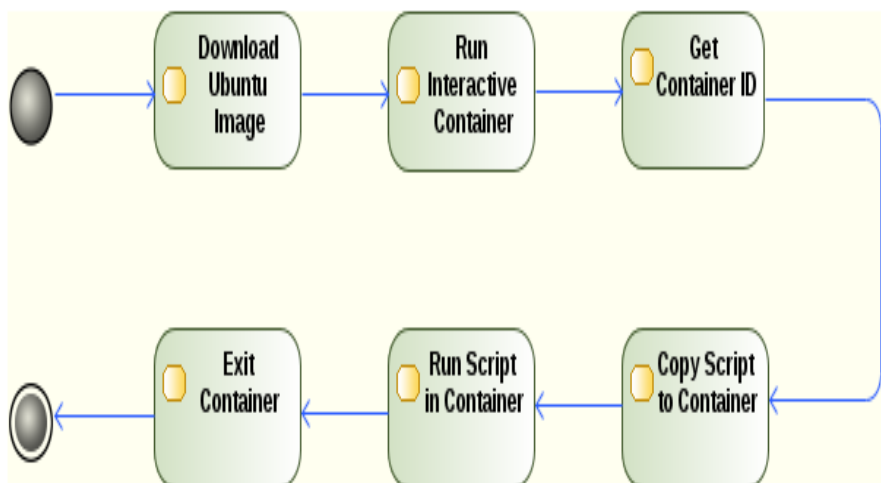 Download
Ubuntu
Image
Run
Interactive
Container
Get
Container ID
Copy Script
to Container
Run Script
in Container
Exit
Container